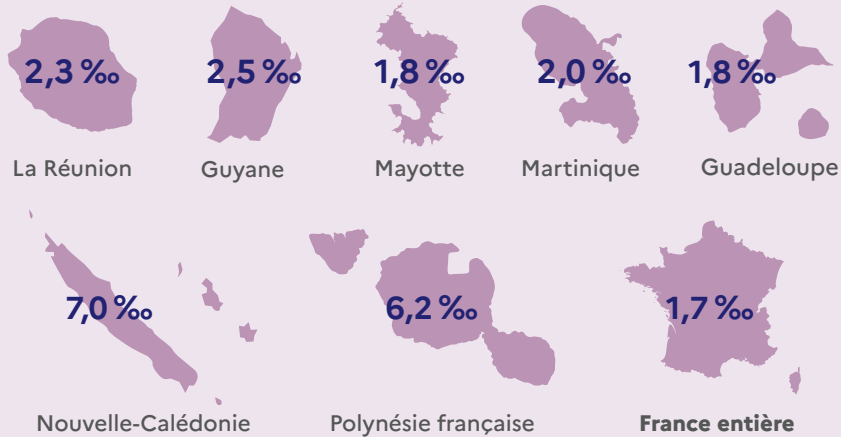 2,3 ‰ 2,5 ‰ 1,8 ‰ 2,0 ‰ 1,8 ‰
La Réunion Guyane Mayotte Martinique Guadeloupe
7,0 ‰ 6,2 ‰ 1,7 ‰
Nouvelle-Calédonie Polynésie française France entière